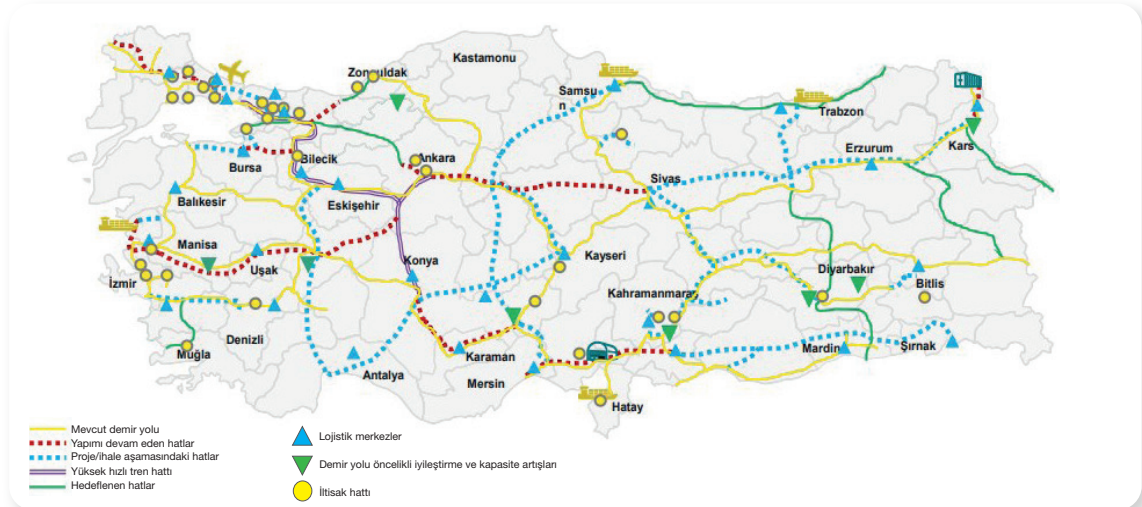 Kastamonu
Zonguldak
Samsu
n
Trabzon
Erzurum
Kars
Bursa
Bilecik
Ankara
Sivas
Balıkesir
Eskişehir
Manisa
Uşak
Konya
Kayseri
Diyarbakır
İzmir
Kahramanmaraş
Bitlis
Denizli
Muğla
Antalya
Karaman
Mersin
Mardin
Şırnak
Hatay
Mevcut demir yolu
Yapımı devam eden hatlar
Proje/ihale aşamasındaki hatlar
Yüksek hızlı tren hattı
Hedeflenen hatlar
Lojistik merkezler
Demir yolu öncelikli iyileştirme ve kapasite artışları
İltisak hattı